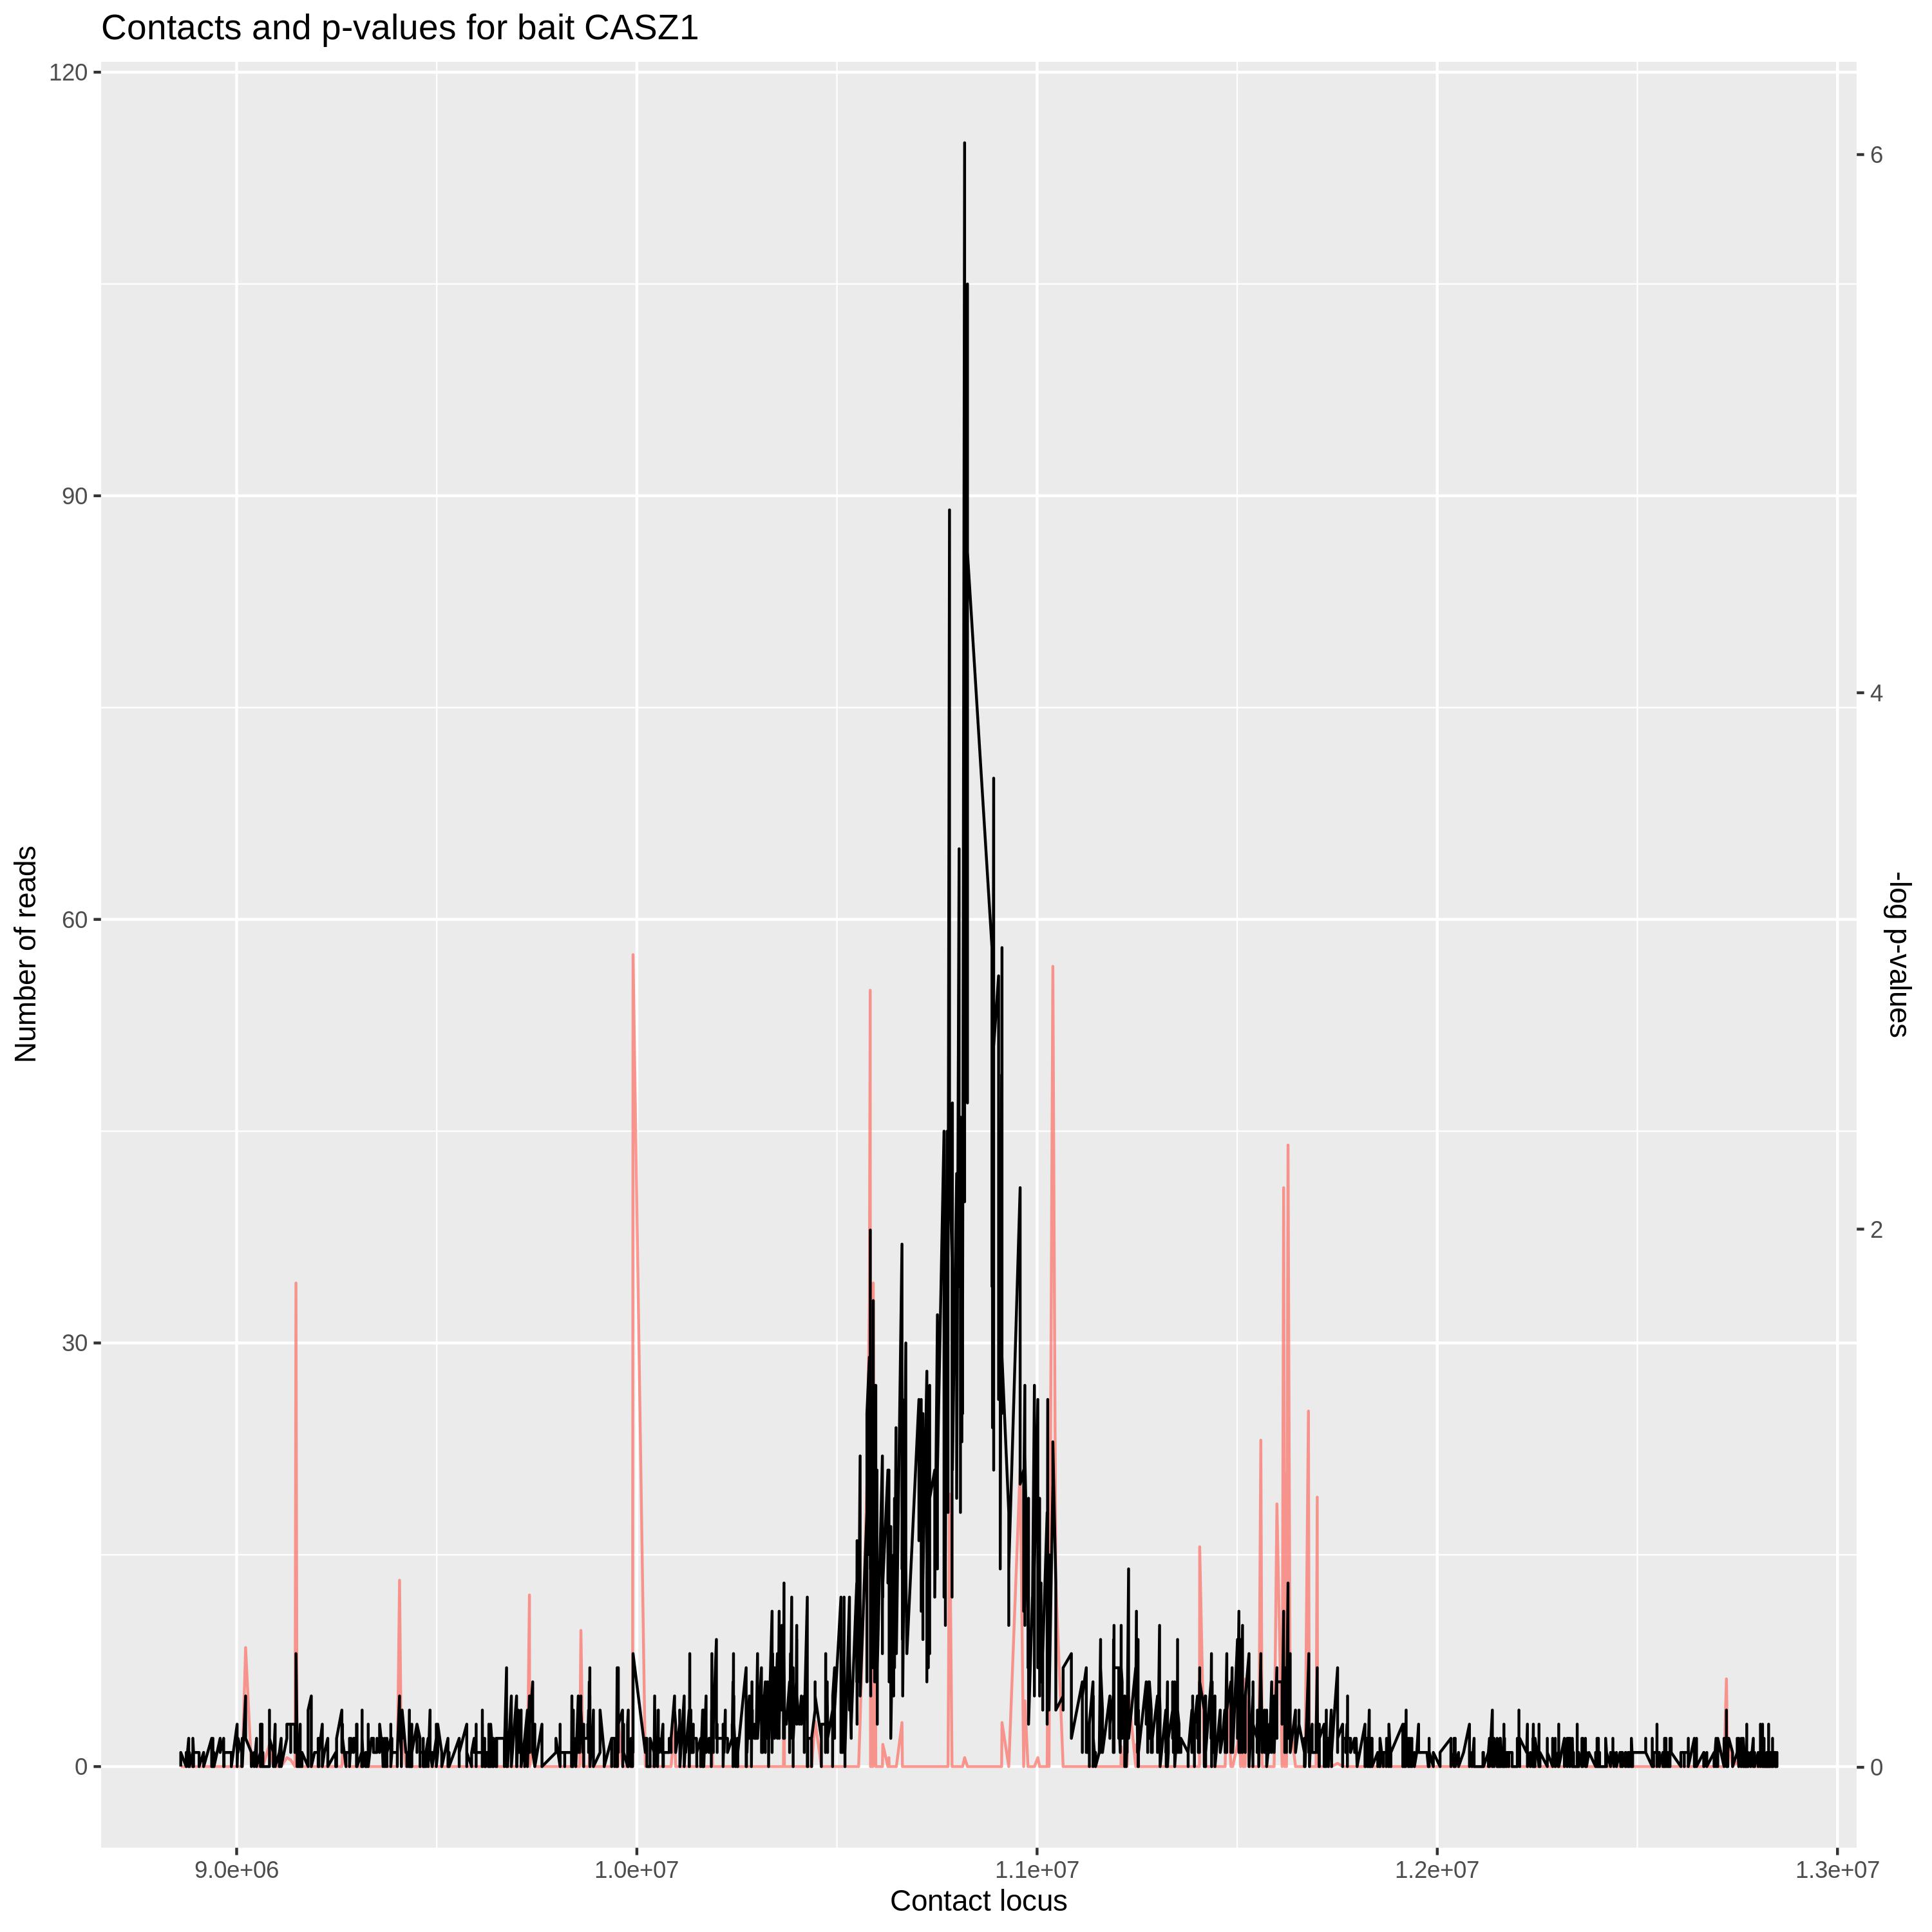 Contacts and p-values for bait CASZ1
120
90
60
30
0
6
4
2
0
Number of reads
-log p-values
9.0e+06 1.0e+07 1.1e+07 1.2e+07 1.3e+07
Contact locus